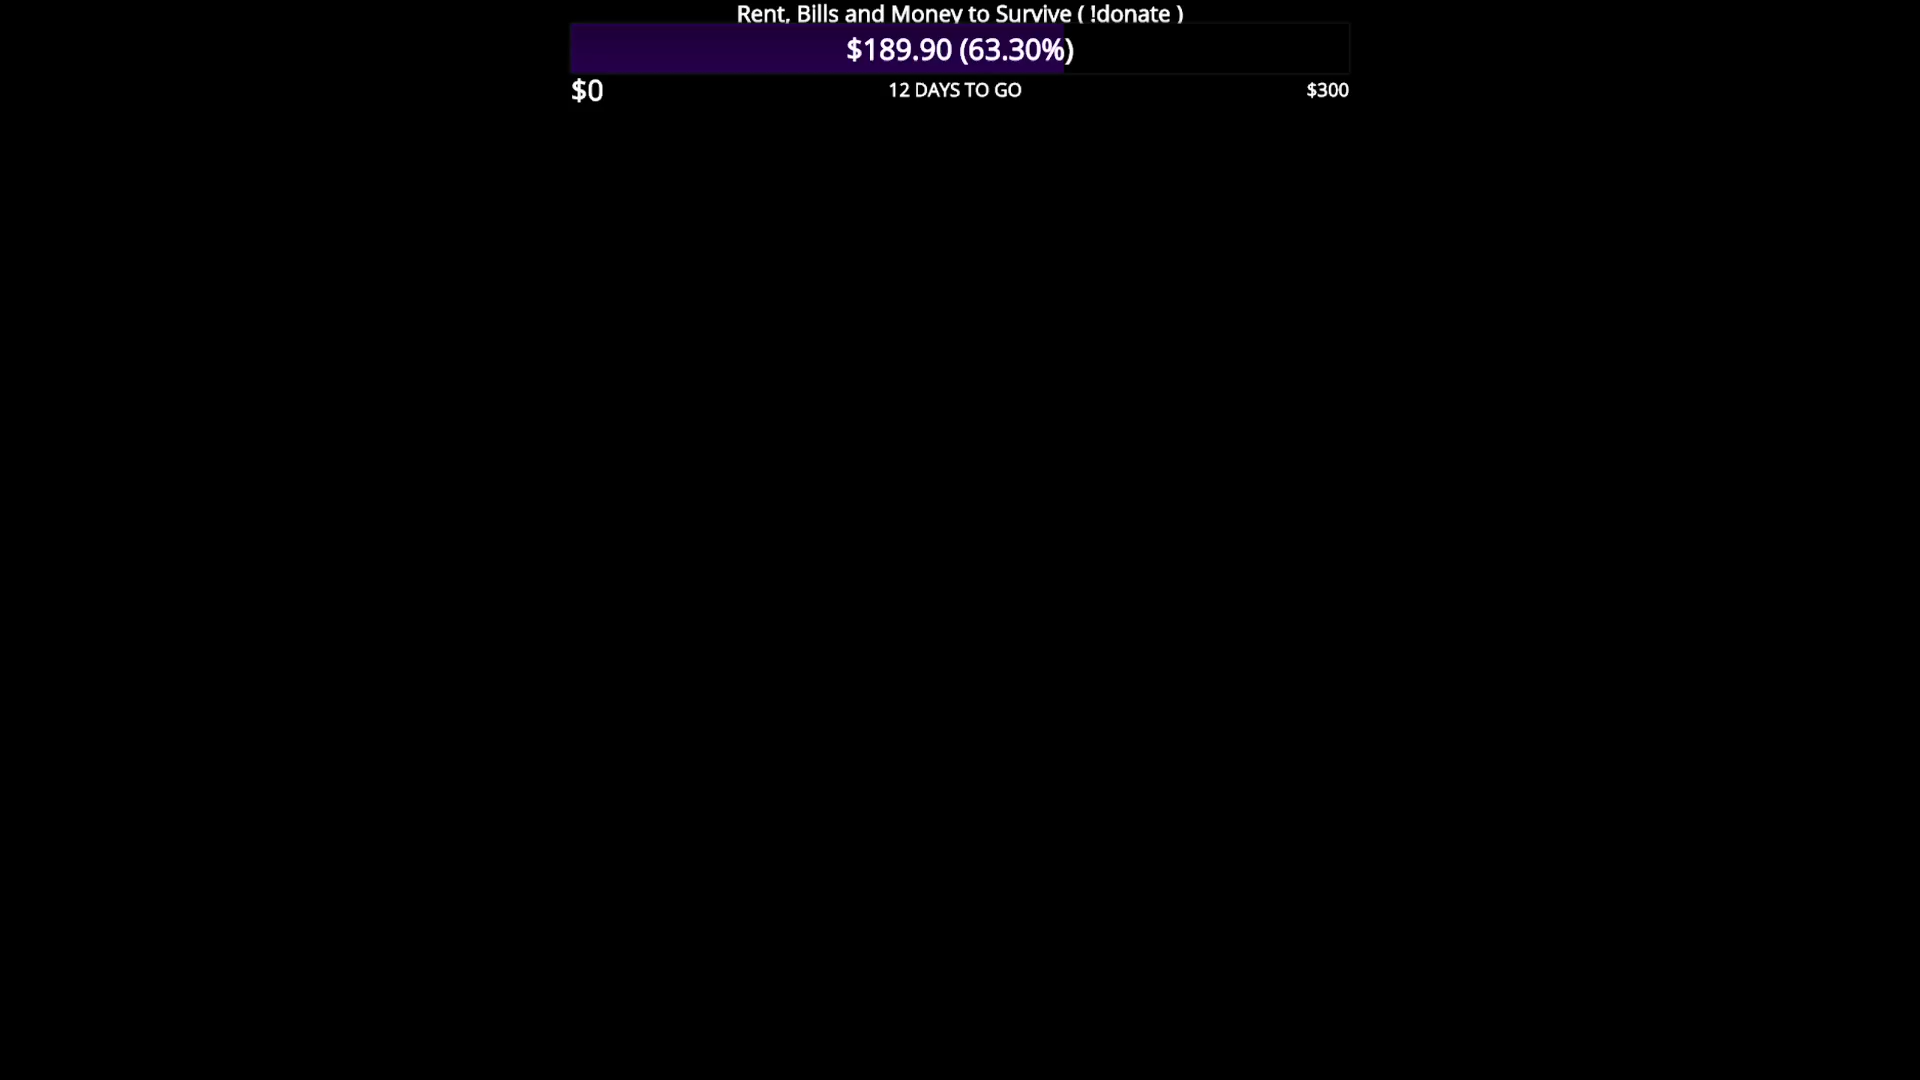 Rent, Bills and Money to Survive ( !donate )
$189.90 (63.30%)
$0 12 DAYS TO GO $300